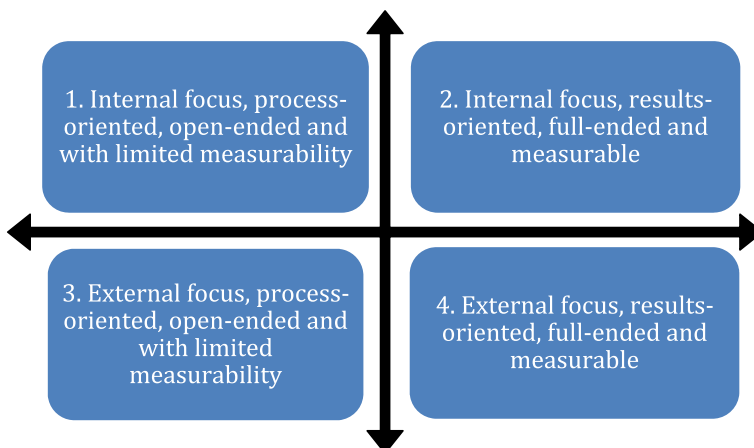 1. Internal focus, process-
oriented, open-ended and
with limited measurability
2. Internal focus, results-
oriented, full-ended and
measurable
3. External focus, process-
oriented, open-ended and
with limited
measurability
4. External focus, results-
oriented, full-ended and
measurable